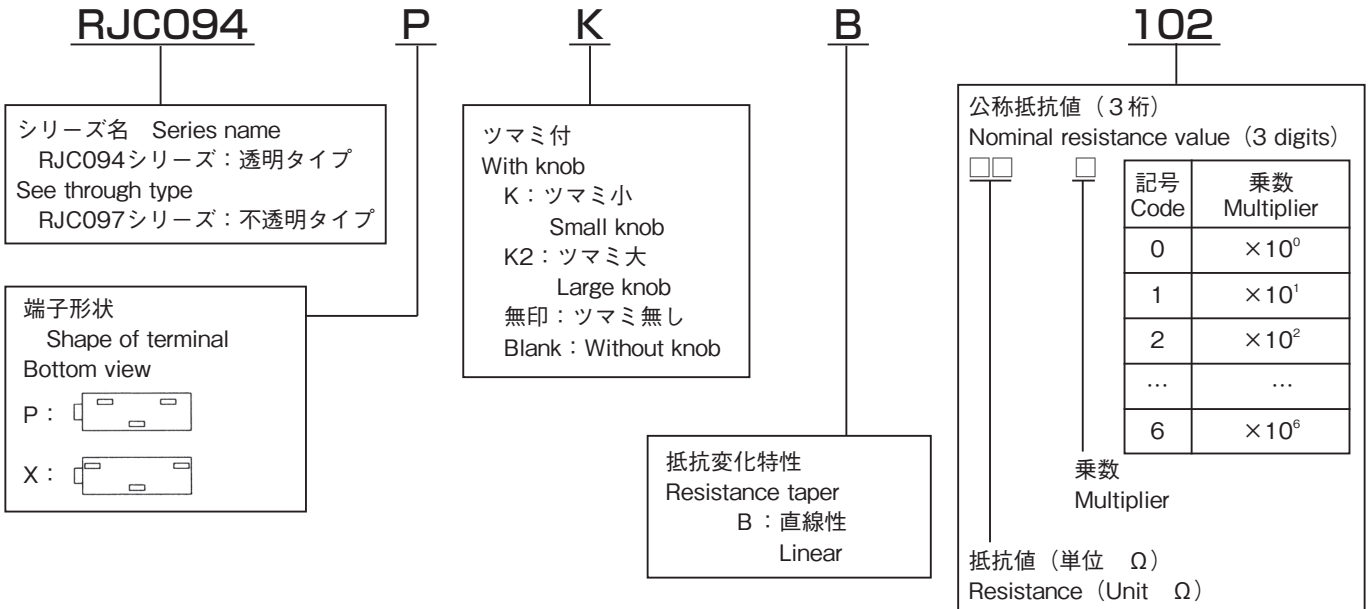 RJC094 P K B 102
シリーズ名 Series name
RJC094シリーズ：透明タイプ
See through type
RJC097シリーズ：不透明タイプ
端子形状
Shape of terminal
Bottom view
P：
X：
ツマミ付
With knob
K：ツマミ小
Small knob
K2：ツマミ大
Large knob
無印：ツマミ無し
Blank：Without knob
抵抗変化特性
Resistance taper
B：直線性
Linear
公称抵抗値（3桁）
Nominal resistance value（3 digits）
□□ □
記号 乗数
Code Multiplier
0 ×10⁰
1 ×10¹
2 ×10²
… …
6 ×10⁶
乗数
Multiplier
抵抗値（単位 Ω）
Resistance（Unit Ω）